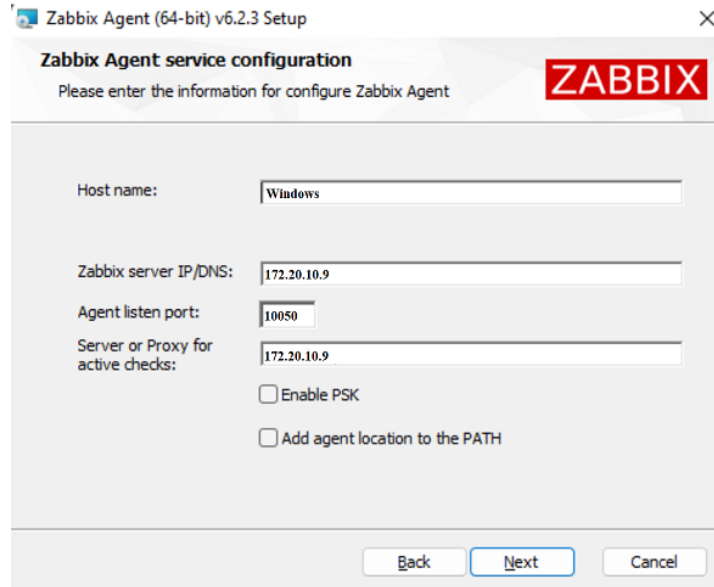 Zabbix Agent (64-bit) v6.2.3 Setup
Zabbix Agent service configuration
Please enter the information for configure Zabbix Agent
ZABBIX
Host name:
Windows
Zabbix server IP/DNS:
172.20.10.9
Agent listen port:
10050
Server or Proxy for
active checks:
172.20.10.9
Enable PSK
Add agent location to the PATH
Back
Next
Cancel